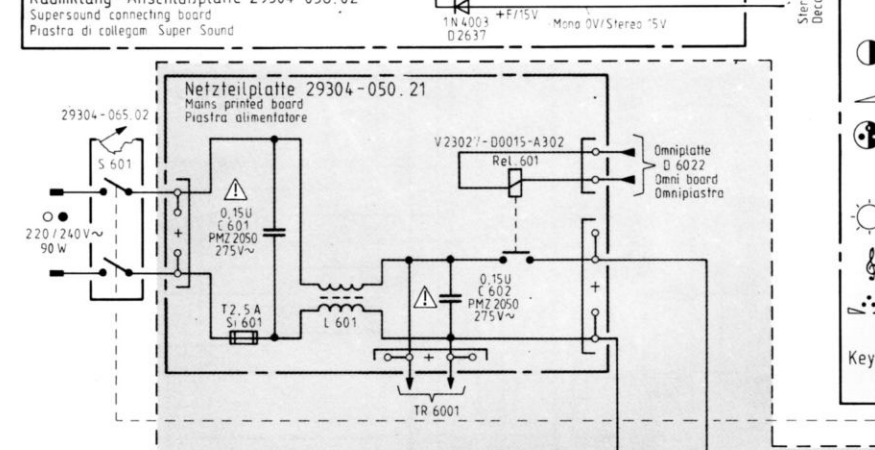 Supersound connecting board
Piastra di collegam. Super Sound
1N4003
D2637
+F/15V
Mono 0V/Stereo 15V
Netzteilplatte 29304-050.21
Mains printed board
Piastra alimentatore
29304-065.02
S 601
220/240V~
90 W
0,15U
C 601
PMZ 2050
275V~
T2,5A
Si 601
L 601
V23027-D0015-A302
Rel. 601
Omniplatte
D 6022
Omni board
Omnipiastra
0,15U
C 602
PMZ 2050
275V~
TR 6001
Key